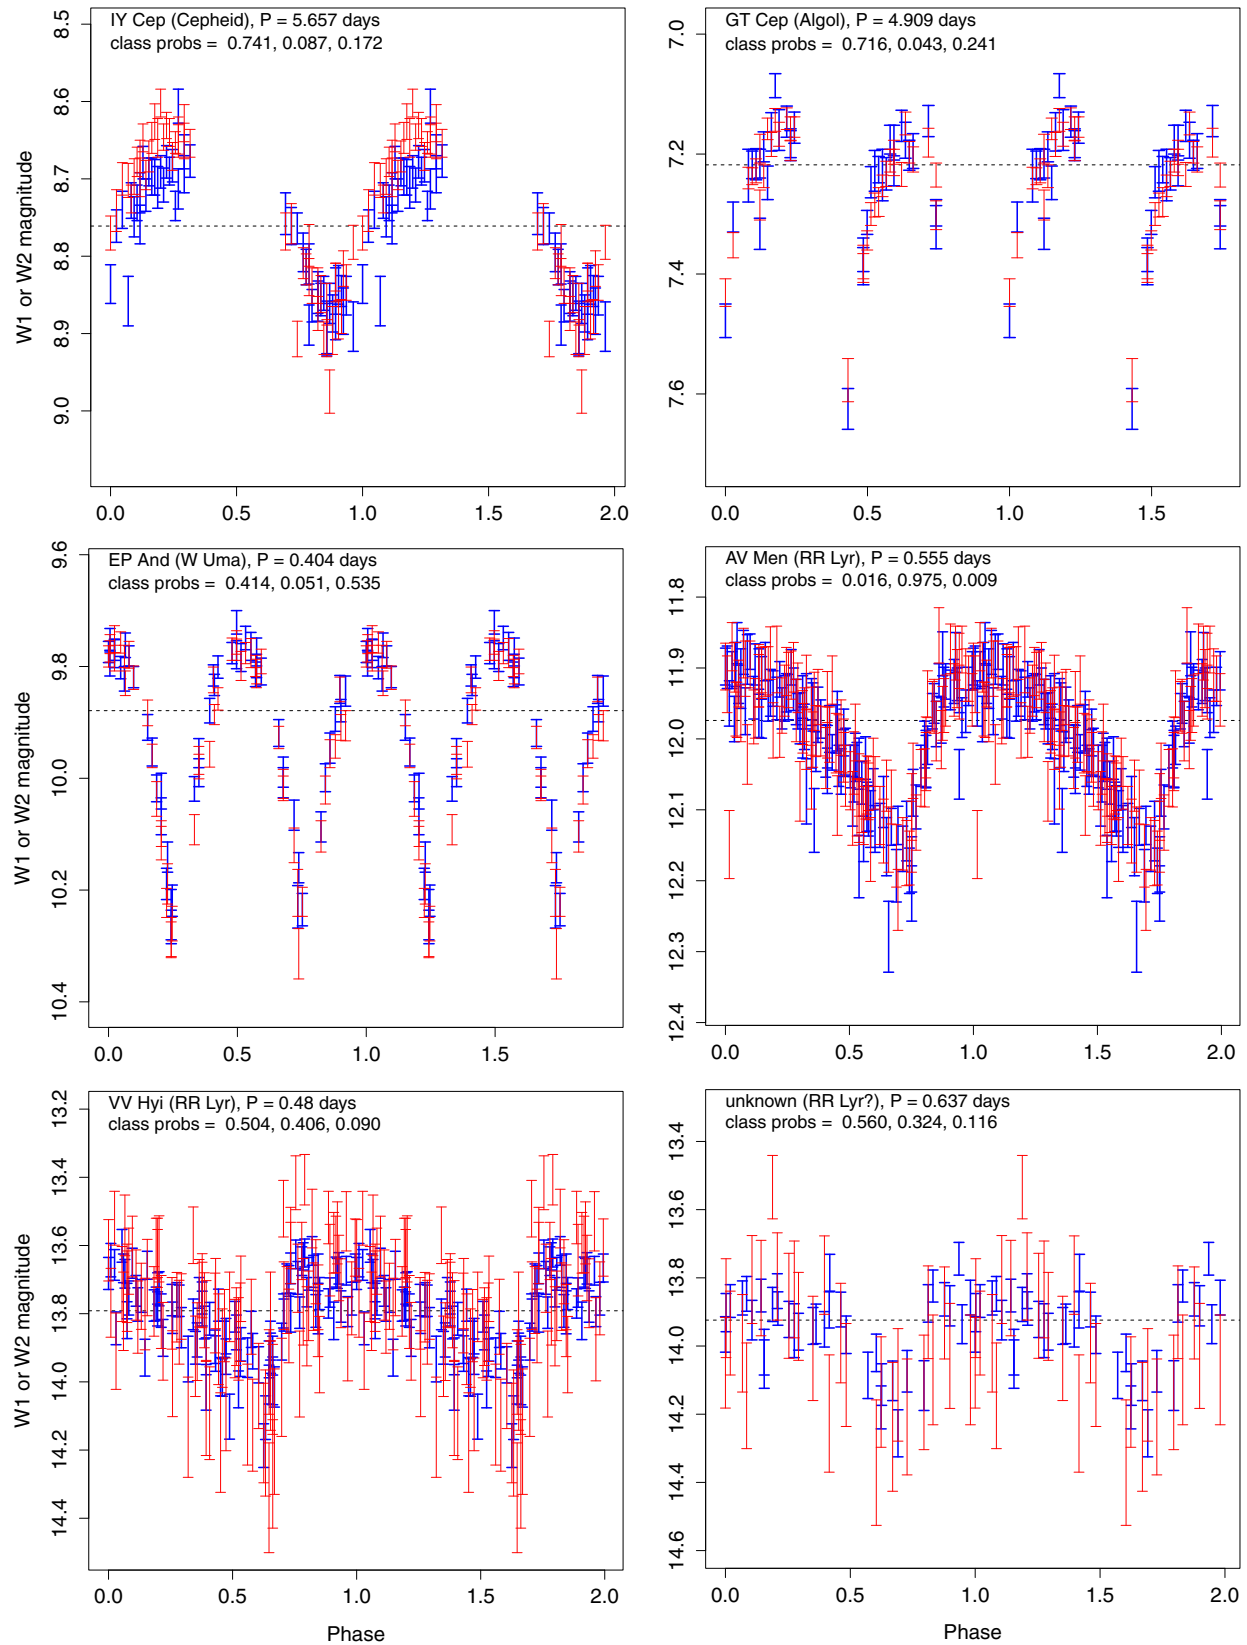 IY Cep (Cepheid), P = 5.657 days
class probs = 0.741, 0.087, 0.172
8.5
8.6
8.7
8.8
8.9
9.0
W1 or W2 magnitude
0.0 0.5 1.0 1.5 2.0
GT Cep (Algol), P = 4.909 days
class probs = 0.716, 0.043, 0.241
7.0
7.2
7.4
7.6
0.0 0.5 1.0 1.5
EP And (W Uma), P = 0.404 days
class probs = 0.414, 0.051, 0.535
9.6
9.8
10.0
10.2
10.4
W1 or W2 magnitude
0.0 0.5 1.0 1.5
AV Men (RR Lyr), P = 0.555 days
class probs = 0.016, 0.975, 0.009
11.8
11.9
12.0
12.1
12.2
12.3
12.4
0.0 0.5 1.0 1.5 2.0
VV Hyi (RR Lyr), P = 0.48 days
class probs = 0.504, 0.406, 0.090
13.2
13.4
13.6
13.8
14.0
14.2
14.4
W1 or W2 magnitude
0.0 0.5 1.0 1.5 2.0
Phase
unknown (RR Lyr?), P = 0.637 days
class probs = 0.560, 0.324, 0.116
13.4
13.6
13.8
14.0
14.2
14.4
14.6
0.0 0.5 1.0 1.5 2.0
Phase